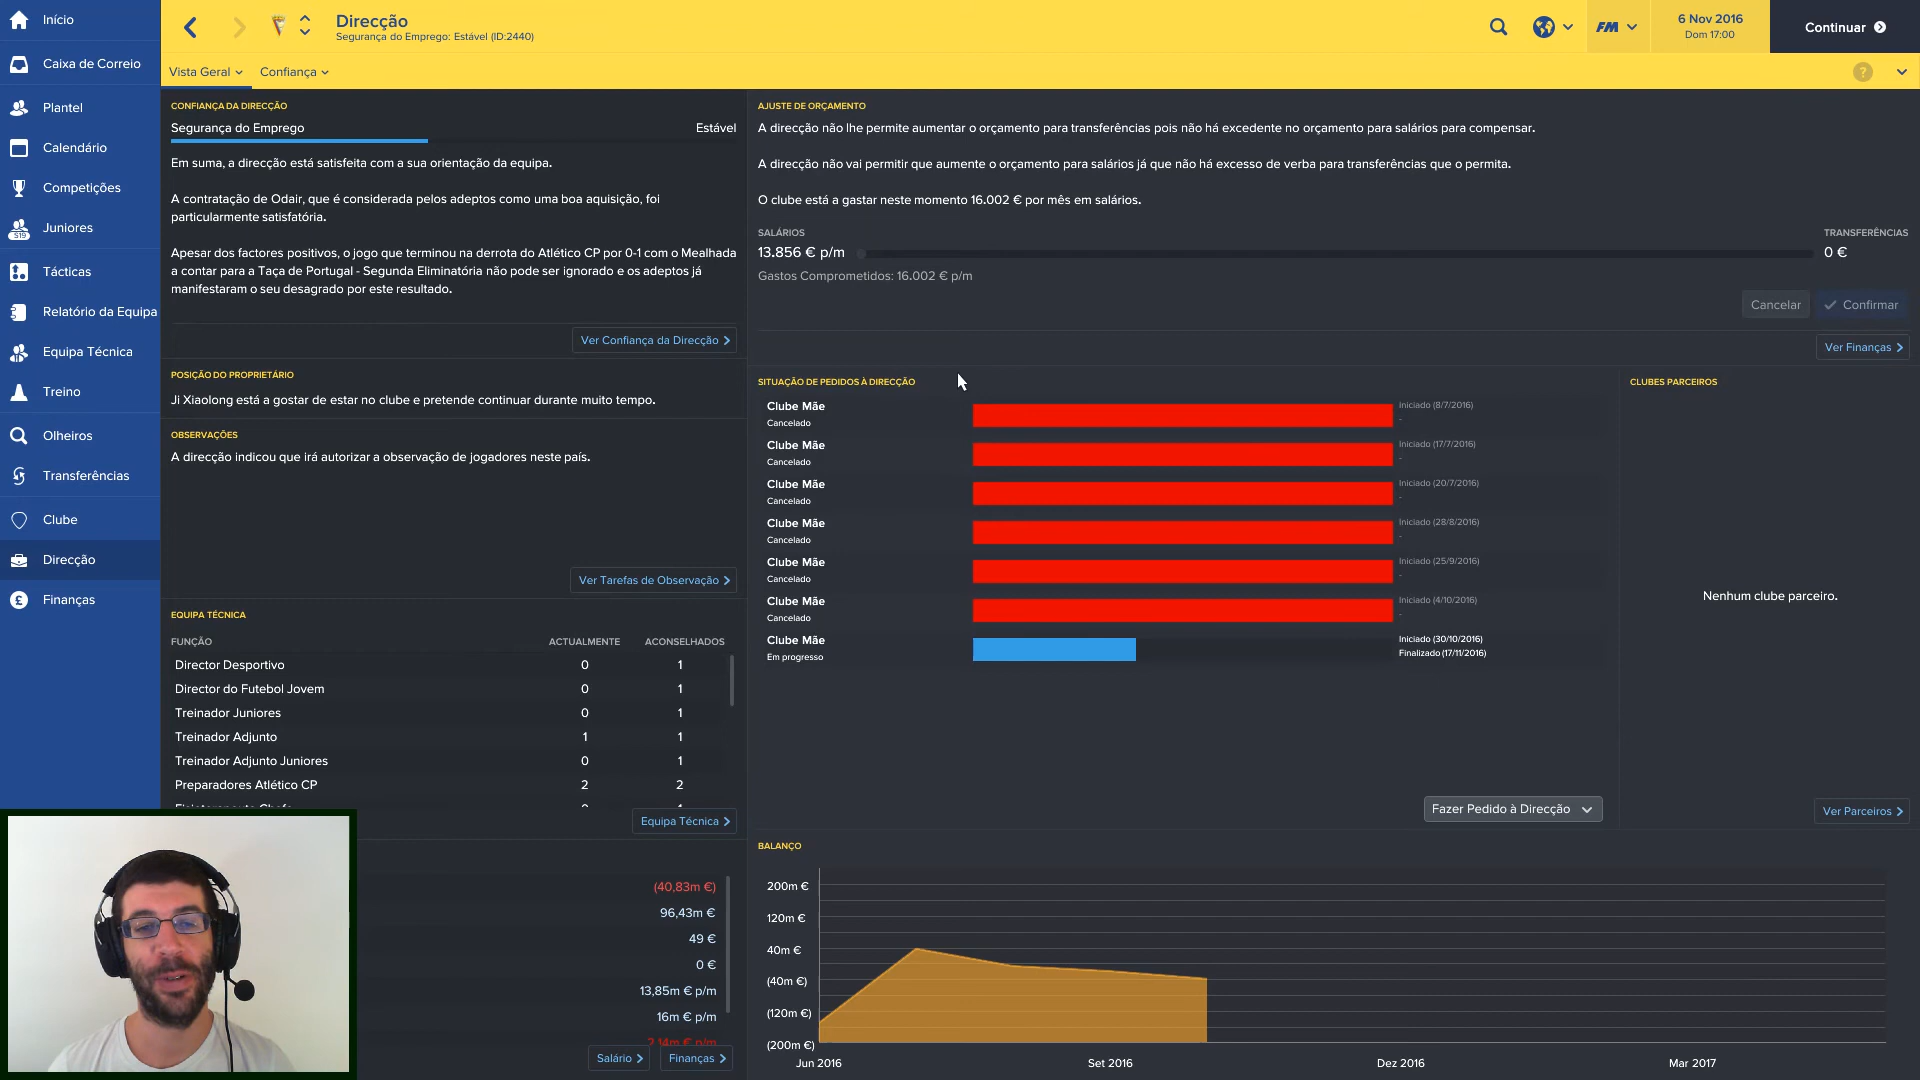 Início
Caixa de Correio
Plantel
Calendário
Competições
Juniores
S19
Tácticas
Relatório da Equipa
Equipa Técnica
Treino
Olheiros
Transferências
Clube
Direcção
Finanças
Direcção
Segurança do Emprego: Estável (ID:2440)
FM
6 Nov 2016
Dom 17:00
Continuar
Vista Geral
Confiança
?
CONFIANÇA DA DIRECÇÃO
Segurança do Emprego
Estável
Em suma, a direcção está satisfeita com a sua orientação da equipa.
A contratação de Odair, que é considerada pelos adeptos como uma boa aquisição, foi
particularmente satisfatória.
Apesar dos factores positivos, o jogo que terminou na derrota do Atlético CP por 0-1 com o Mealhada
a contar para a Taça de Portugal - Segunda Eliminatória não pode ser ignorado e os adeptos já
manifestaram o seu desagrado por este resultado.
Ver Confiança da Direcção
POSIÇÃO DO PROPRIETÁRIO
Ji Xiaolong está a gostar de estar no clube e pretende continuar durante muito tempo.
OBSERVAÇÕES
A direcção indicou que irá autorizar a observação de jogadores neste país.
Ver Tarefas de Observação
EQUIPA TÉCNICA
FUNÇÃO ACTUALMENTE ACONSELHADOS
Director Desportivo 0 1
Director do Futebol Jovem 0 1
Treinador Juniores 0 1
Treinador Adjunto 1 1
Treinador Adjunto Juniores 0 1
Preparadores Atlético CP 2 2
Equipa Técnica
(40,83m €)
96,43m €
49 €
0 €
13,85m € p/m
16m € p/m
2,14m € p/m
Salário
Finanças
AJUSTE DE ORÇAMENTO
A direcção não lhe permite aumentar o orçamento para transferências pois não há excedente no orçamento para salários para compensar.
A direcção não vai permitir que aumente o orçamento para salários já que não há excesso de verba para transferências que o permita.
O clube está a gastar neste momento 16.002 € por mês em salários.
SALÁRIOS
TRANSFERÊNCIAS
13.856 € p/m
0 €
Gastos Comprometidos: 16.002 € p/m
Cancelar
Confirmar
Ver Finanças
SITUAÇÃO DE PEDIDOS À DIRECÇÃO
Clube Mãe
Cancelado
Iniciado (8/7/2016)
-
Clube Mãe
Cancelado
Iniciado (17/7/2016)
-
Clube Mãe
Cancelado
Iniciado (20/7/2016)
-
Clube Mãe
Cancelado
Iniciado (28/8/2016)
-
Clube Mãe
Cancelado
Iniciado (25/9/2016)
-
Clube Mãe
Cancelado
Iniciado (4/10/2016)
-
Clube Mãe
Em progresso
Iniciado (30/10/2016)
Finalizado (17/11/2016)
Fazer Pedido à Direcção
CLUBES PARCEIROS
Nenhum clube parceiro.
Ver Parceiros
BALANÇO
200m €
120m €
40m €
(40m €)
(120m €)
(200m €)
Jun 2016
Set 2016
Dez 2016
Mar 2017